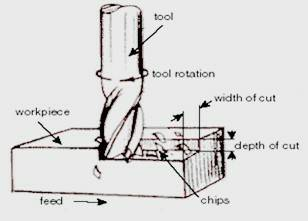 tool
tool rotation
width of cut
workpiece
depth of cut
chips
feed